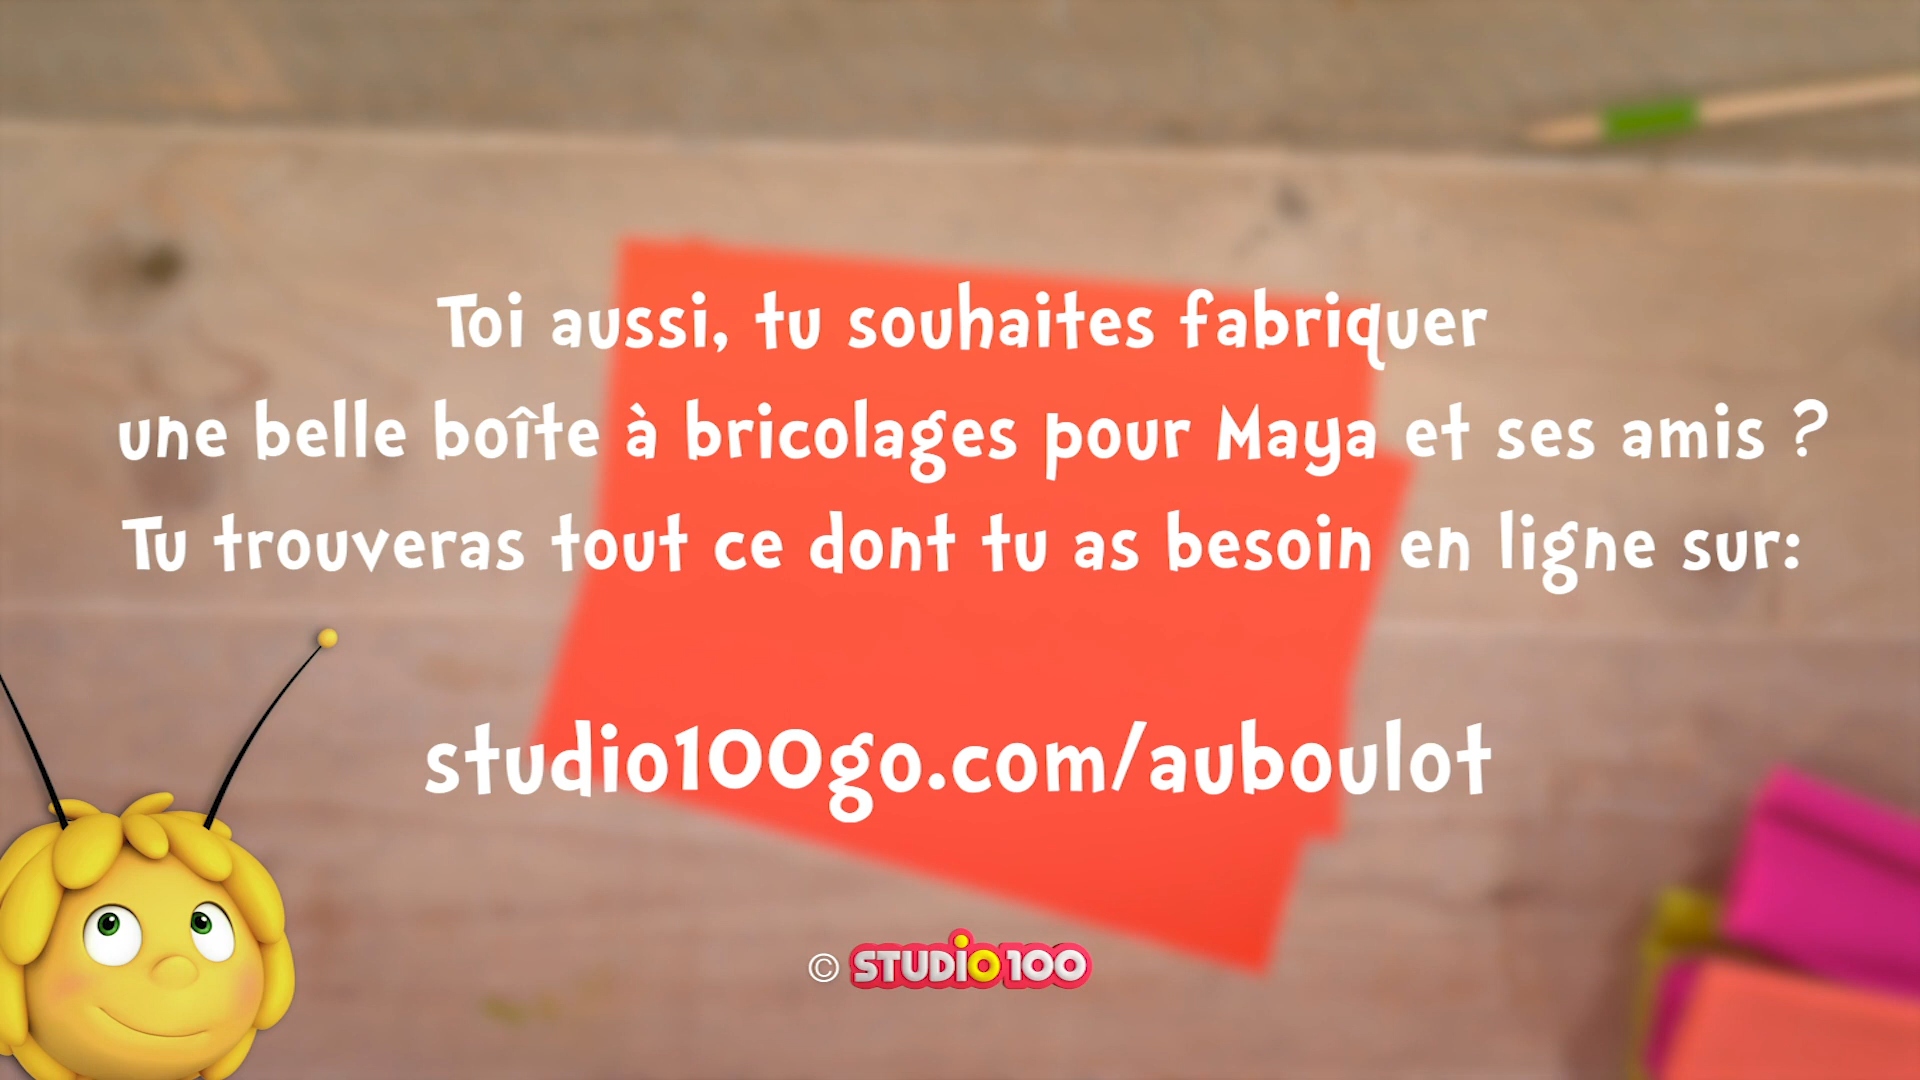 Toi aussi, tu souhaites fabriquer
une belle boîte à bricolages pour Maya et ses amis ?
Tu trouveras tout ce dont tu as besoin en ligne sur:
studio100go.com/auboulot
© STUDIO 100